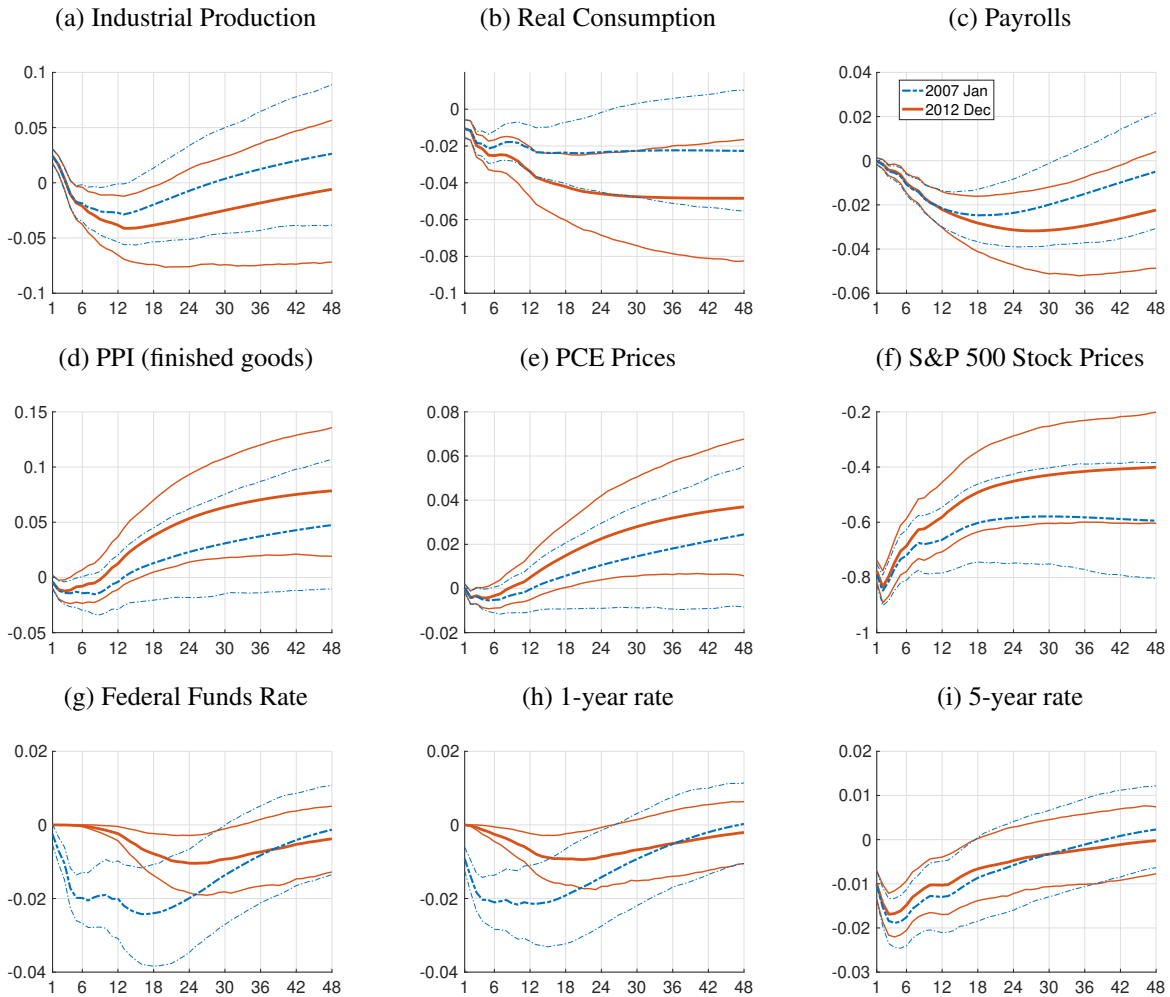 (a) Industrial Production
(b) Real Consumption
(c) Payrolls
0.1
0.05
0
-0.05
-0.1
1 6 12 18 24 30 36 42 48
0
-0.02
-0.04
-0.06
-0.08
-0.1
1 6 12 18 24 30 36 42 48
0.04
0.02
0
-0.02
-0.04
-0.06
1 6 12 18 24 30 36 42 48
2007 Jan
2012 Dec
(d) PPI (finished goods)
(e) PCE Prices
(f) S&P 500 Stock Prices
0.15
0.1
0.05
0
-0.05
1 6 12 18 24 30 36 42 48
0.08
0.06
0.04
0.02
0
-0.02
1 6 12 18 24 30 36 42 48
-0.2
-0.4
-0.6
-0.8
-1
1 6 12 18 24 30 36 42 48
(g) Federal Funds Rate
(h) 1-year rate
(i) 5-year rate
0.02
0
-0.02
-0.04
1 6 12 18 24 30 36 42 48
0.02
0
-0.02
-0.04
1 6 12 18 24 30 36 42 48
0.02
0.01
0
-0.01
-0.02
-0.03
1 6 12 18 24 30 36 42 48